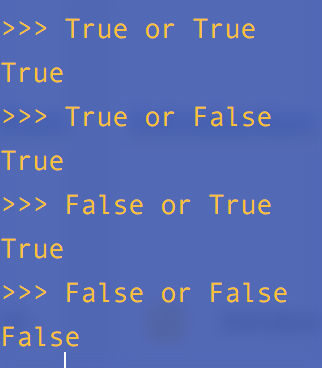 >>> True or True
True
>>> True or False
True
>>> False or True
True
>>> False or False
False